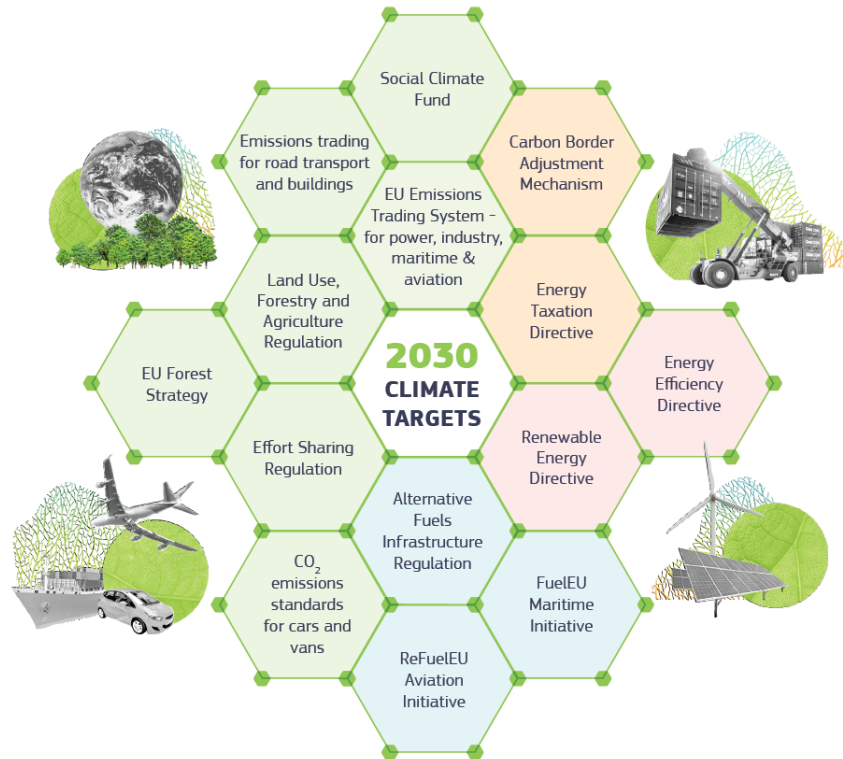 Social Climate
Fund
Emissions trading
for road transport
and buildings
Carbon Border
Adjustment
Mechanism
EU Emissions
Trading System -
for power, industry,
maritime &
aviation
Land Use,
Forestry and
Agriculture
Regulation
Energy
Taxation
Directive
EU Forest
Strategy
2030
CLIMATE
TARGETS
Energy
Efficiency
Directive
Effort Sharing
Regulation
Renewable
Energy
Directive
Alternative
Fuels
Infrastructure
Regulation
CO₂
emissions
standards
for cars and
vans
FuelEU
Maritime
Initiative
ReFuelEU
Aviation
Initiative